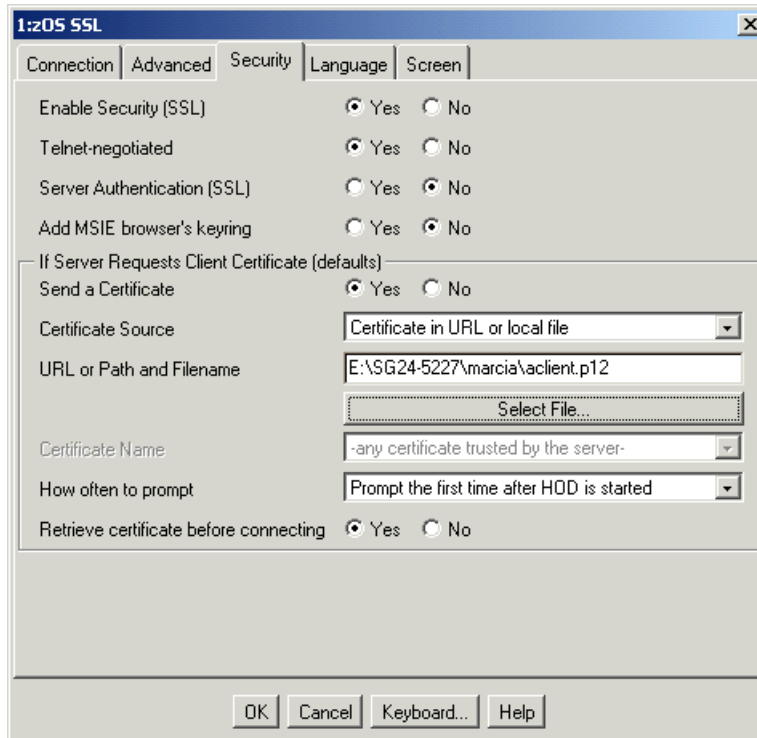 1:zOS SSL
Connection Advanced Security Language Screen
Enable Security (SSL) Yes No
Telnet-negotiated Yes No
Server Authentication (SSL) Yes No
Add MSIE browser's keyring Yes No
If Server Requests Client Certificate (defaults)
Send a Certificate Yes No
Certificate Source Certificate in URL or local file
URL or Path and Filename E:\SG24-5227\marcia\aclient.p12
Select File...
Certificate Name -any certificate trusted by the server-
How often to prompt Prompt the first time after HOD is started
Retrieve certificate before connecting Yes No
OK Cancel Keyboard... Help